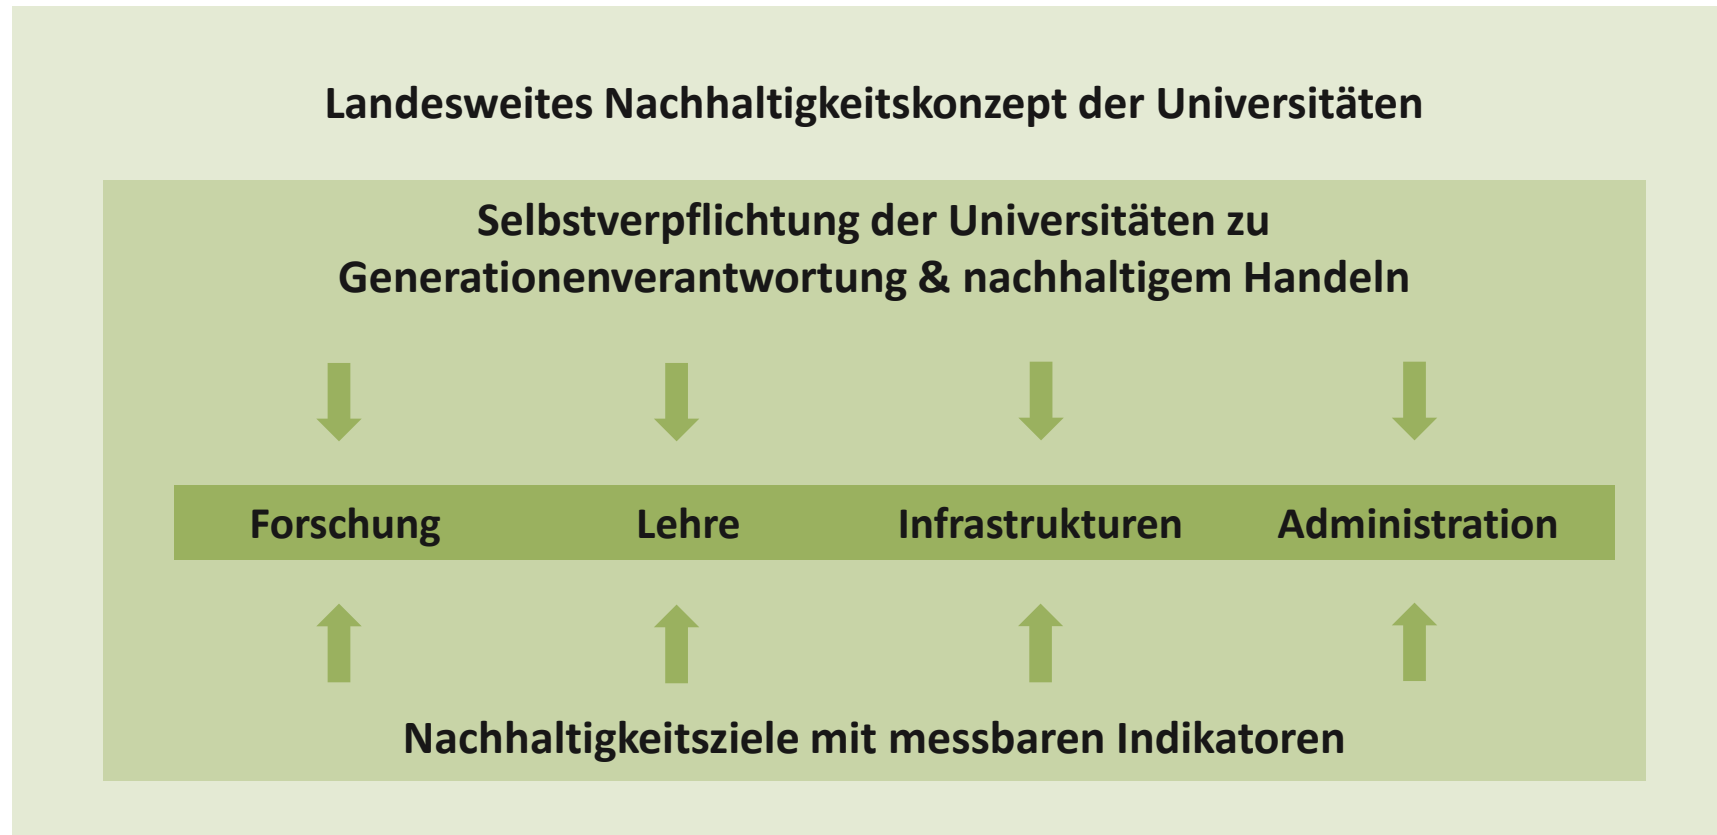 Landesweites Nachhaltigkeitskonzept der Universitäten
Selbstverpflichtung der Universitäten zu
Generationenverantwortung & nachhaltigem Handeln
Forschung Lehre Infrastrukturen Administration
Nachhaltigkeitsziele mit messbaren Indikatoren